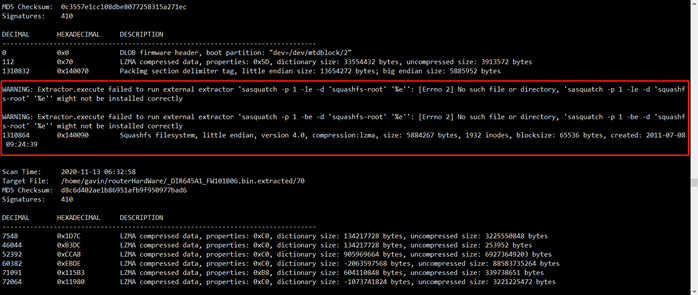 MD5 Checksum: 0c3557e1cc108dbe8077258315a271ec
Signatures: 410
DECIMAL HEXADECIMAL DESCRIPTION
--------------------------------------------------------------------------------
0 0x0 DLOB firmware header, boot partition: "dev=/dev/mtdblock/2"
112 0x70 LZMA compressed data, properties: 0x5D, dictionary size: 33554432 bytes, uncompressed size: 3913572 bytes
1310832 0x140070 PackImg section delimiter tag, little endian size: 13654272 bytes; big endian size: 5885952 bytes
WARNING: Extractor.execute failed to run external extractor 'sasquatch -p 1 -le -d 'squashfs-root' '%e'': [Errno 2] No such file or directory, 'sasquatch -p 1 -le -d 'squashf
s-root' '%e'' might not be installed correctly
WARNING: Extractor.execute failed to run external extractor 'sasquatch -p 1 -be -d 'squashfs-root' '%e'': [Errno 2] No such file or directory, 'sasquatch -p 1 -be -d 'squashf
s-root' '%e'' might not be installed correctly
1310864 0x140090 Squashfs filesystem, little endian, version 4.0, compression:lzma, size: 5884267 bytes, 1932 inodes, blocksize: 65536 bytes, created: 2011-07-08
09:24:39
Scan Time: 2020-11-13 06:32:58
Target File: /home/gavin/routerHardWare/_DIR645A1_FW101B06.bin.extracted/70
MD5 Checksum: d8c6d402ae1b86951afb9f950977bad6
Signatures: 410
DECIMAL HEXADECIMAL DESCRIPTION
--------------------------------------------------------------------------------
7548 0x1D7C LZMA compressed data, properties: 0xC0, dictionary size: 134217728 bytes, uncompressed size: 3225550848 bytes
46044 0xB3DC LZMA compressed data, properties: 0xC0, dictionary size: 134217728 bytes, uncompressed size: 253952 bytes
52392 0xCCA8 LZMA compressed data, properties: 0xC0, dictionary size: 905969664 bytes, uncompressed size: 69273649203 bytes
60382 0xEBDE LZMA compressed data, properties: 0xC0, dictionary size: -2063597568 bytes, uncompressed size: 88583735264 bytes
71091 0x115B3 LZMA compressed data, properties: 0xB8, dictionary size: 604110848 bytes, uncompressed size: 339738651 bytes
72064 0x11980 LZMA compressed data, properties: 0xC0, dictionary size: -1073741824 bytes, uncompressed size: 3221225472 bytes